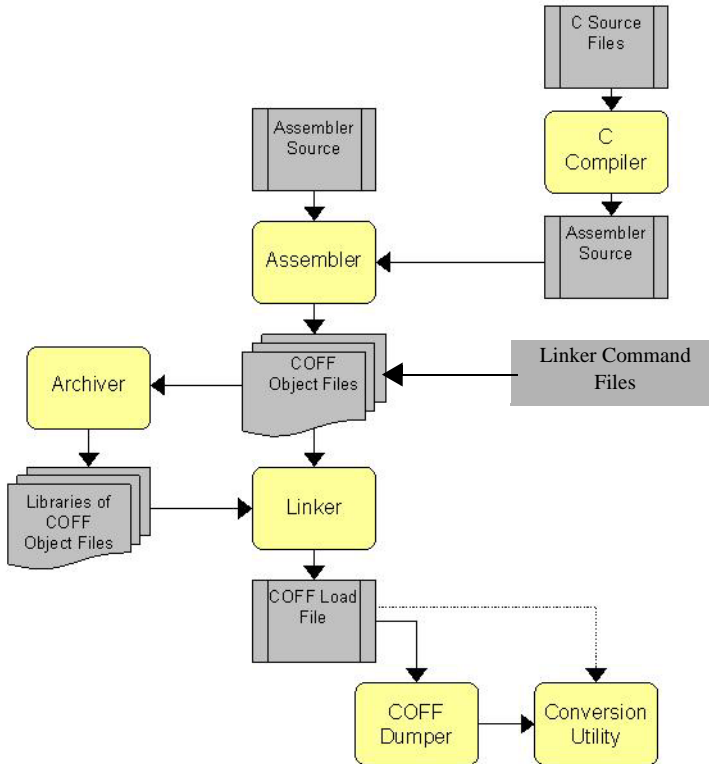 C Source
Files
C
Compiler
Assembler
Source
Assembler
Source
Assembler
COFF
Object Files
Linker Command
Files
Archiver
Libraries of
COFF
Object Files
Linker
COFF Load
File
COFF
Dumper
Conversion
Utility